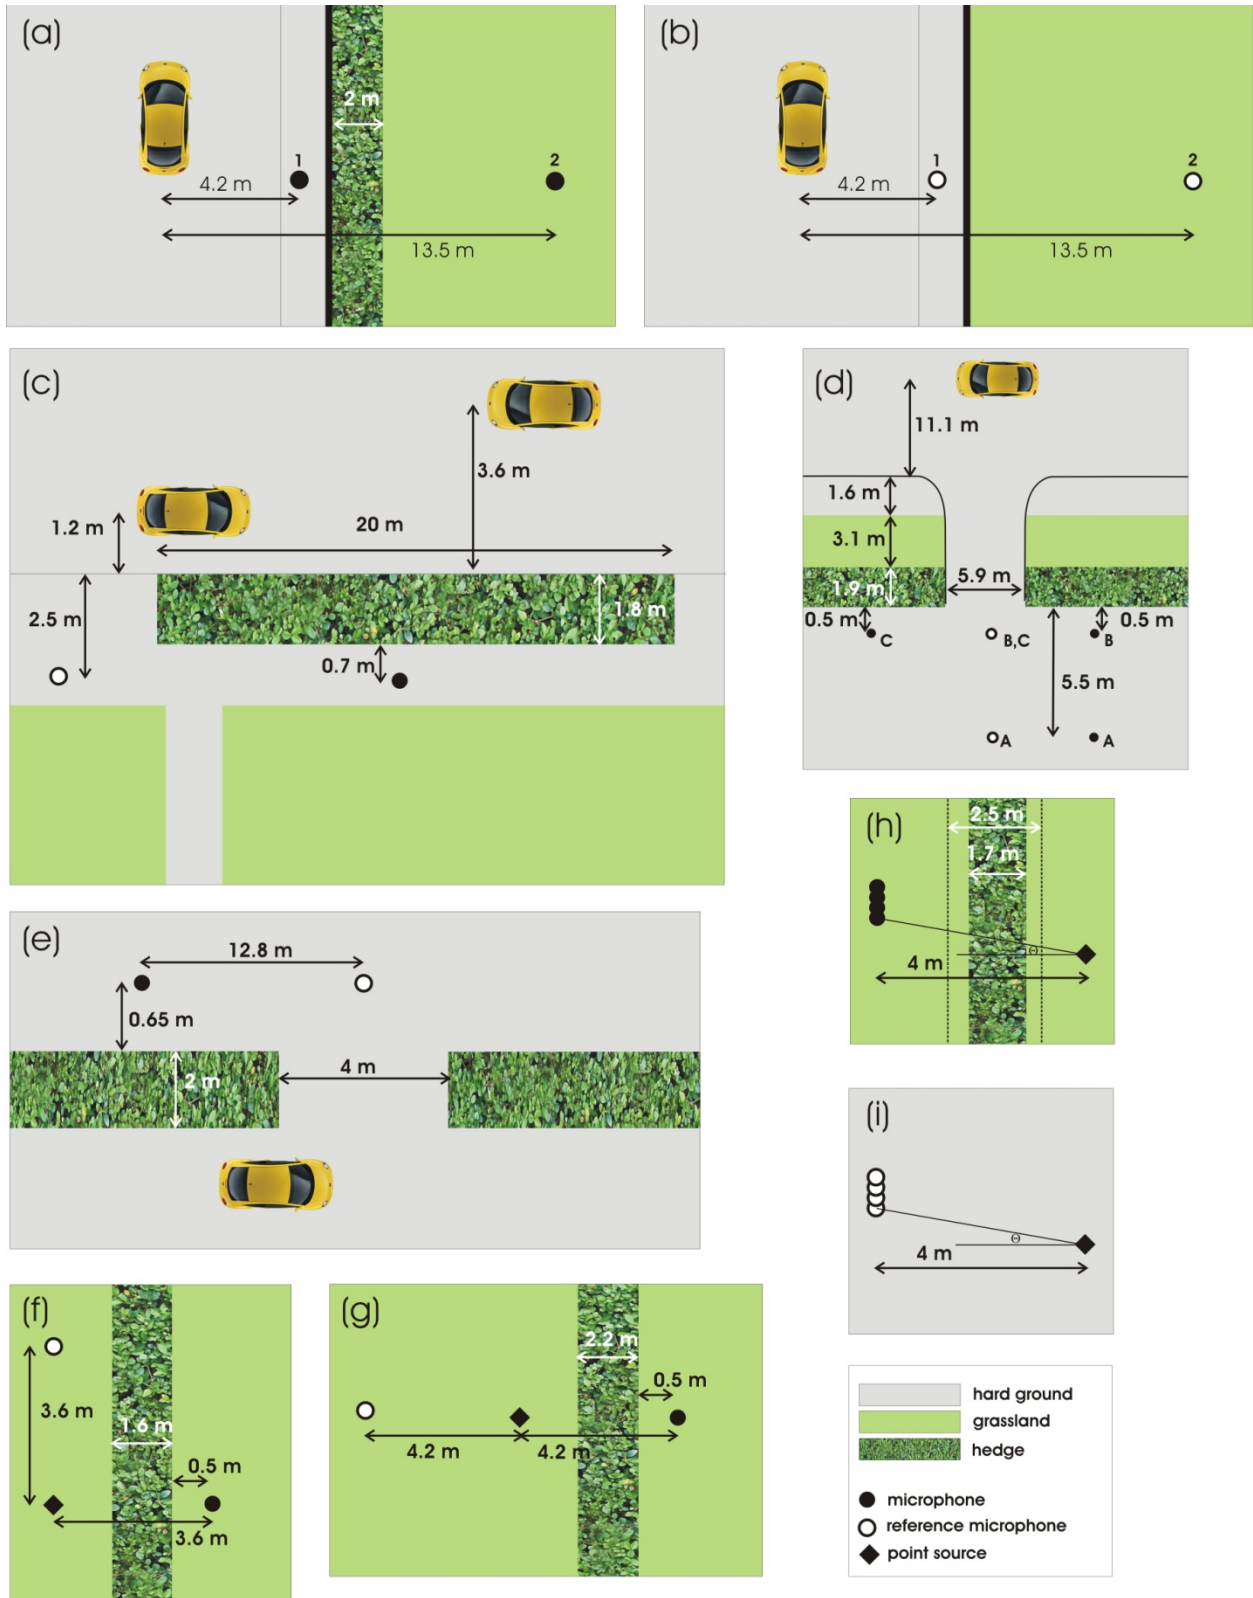 (a)
2 m
1
2
4.2 m
13.5 m
(b)
1
2
4.2 m
13.5 m
(c)
3.6 m
1.2 m
20 m
2.5 m
1.8 m
0.7 m
(d)
11.1 m
1.6 m
3.1 m
1.9 m
5.9 m
0.5 m
0.5 m
C
B,C
B
5.5 m
A
A
(h)
2.5 m
1.7 m
Θ
4 m
(e)
12.8 m
0.65 m
4 m
2 m
(i)
Θ
4 m
(f)
3.6 m
1.6 m
0.5 m
3.6 m
(g)
2.2 m
0.5 m
4.2 m
4.2 m
hard ground
grassland
hedge
microphone
reference microphone
point source